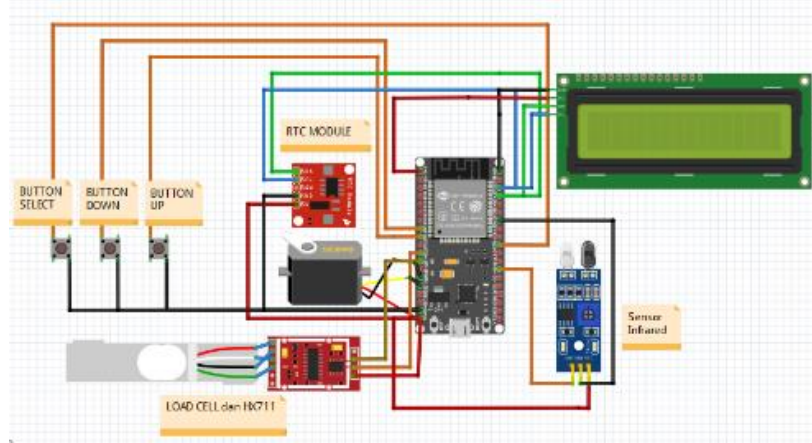 RTC MODULE
BUTTON
SELECT
BUTTON
DOWN
BUTTON
UP
Sensor
Infrared
LOAD CELL dan HX711